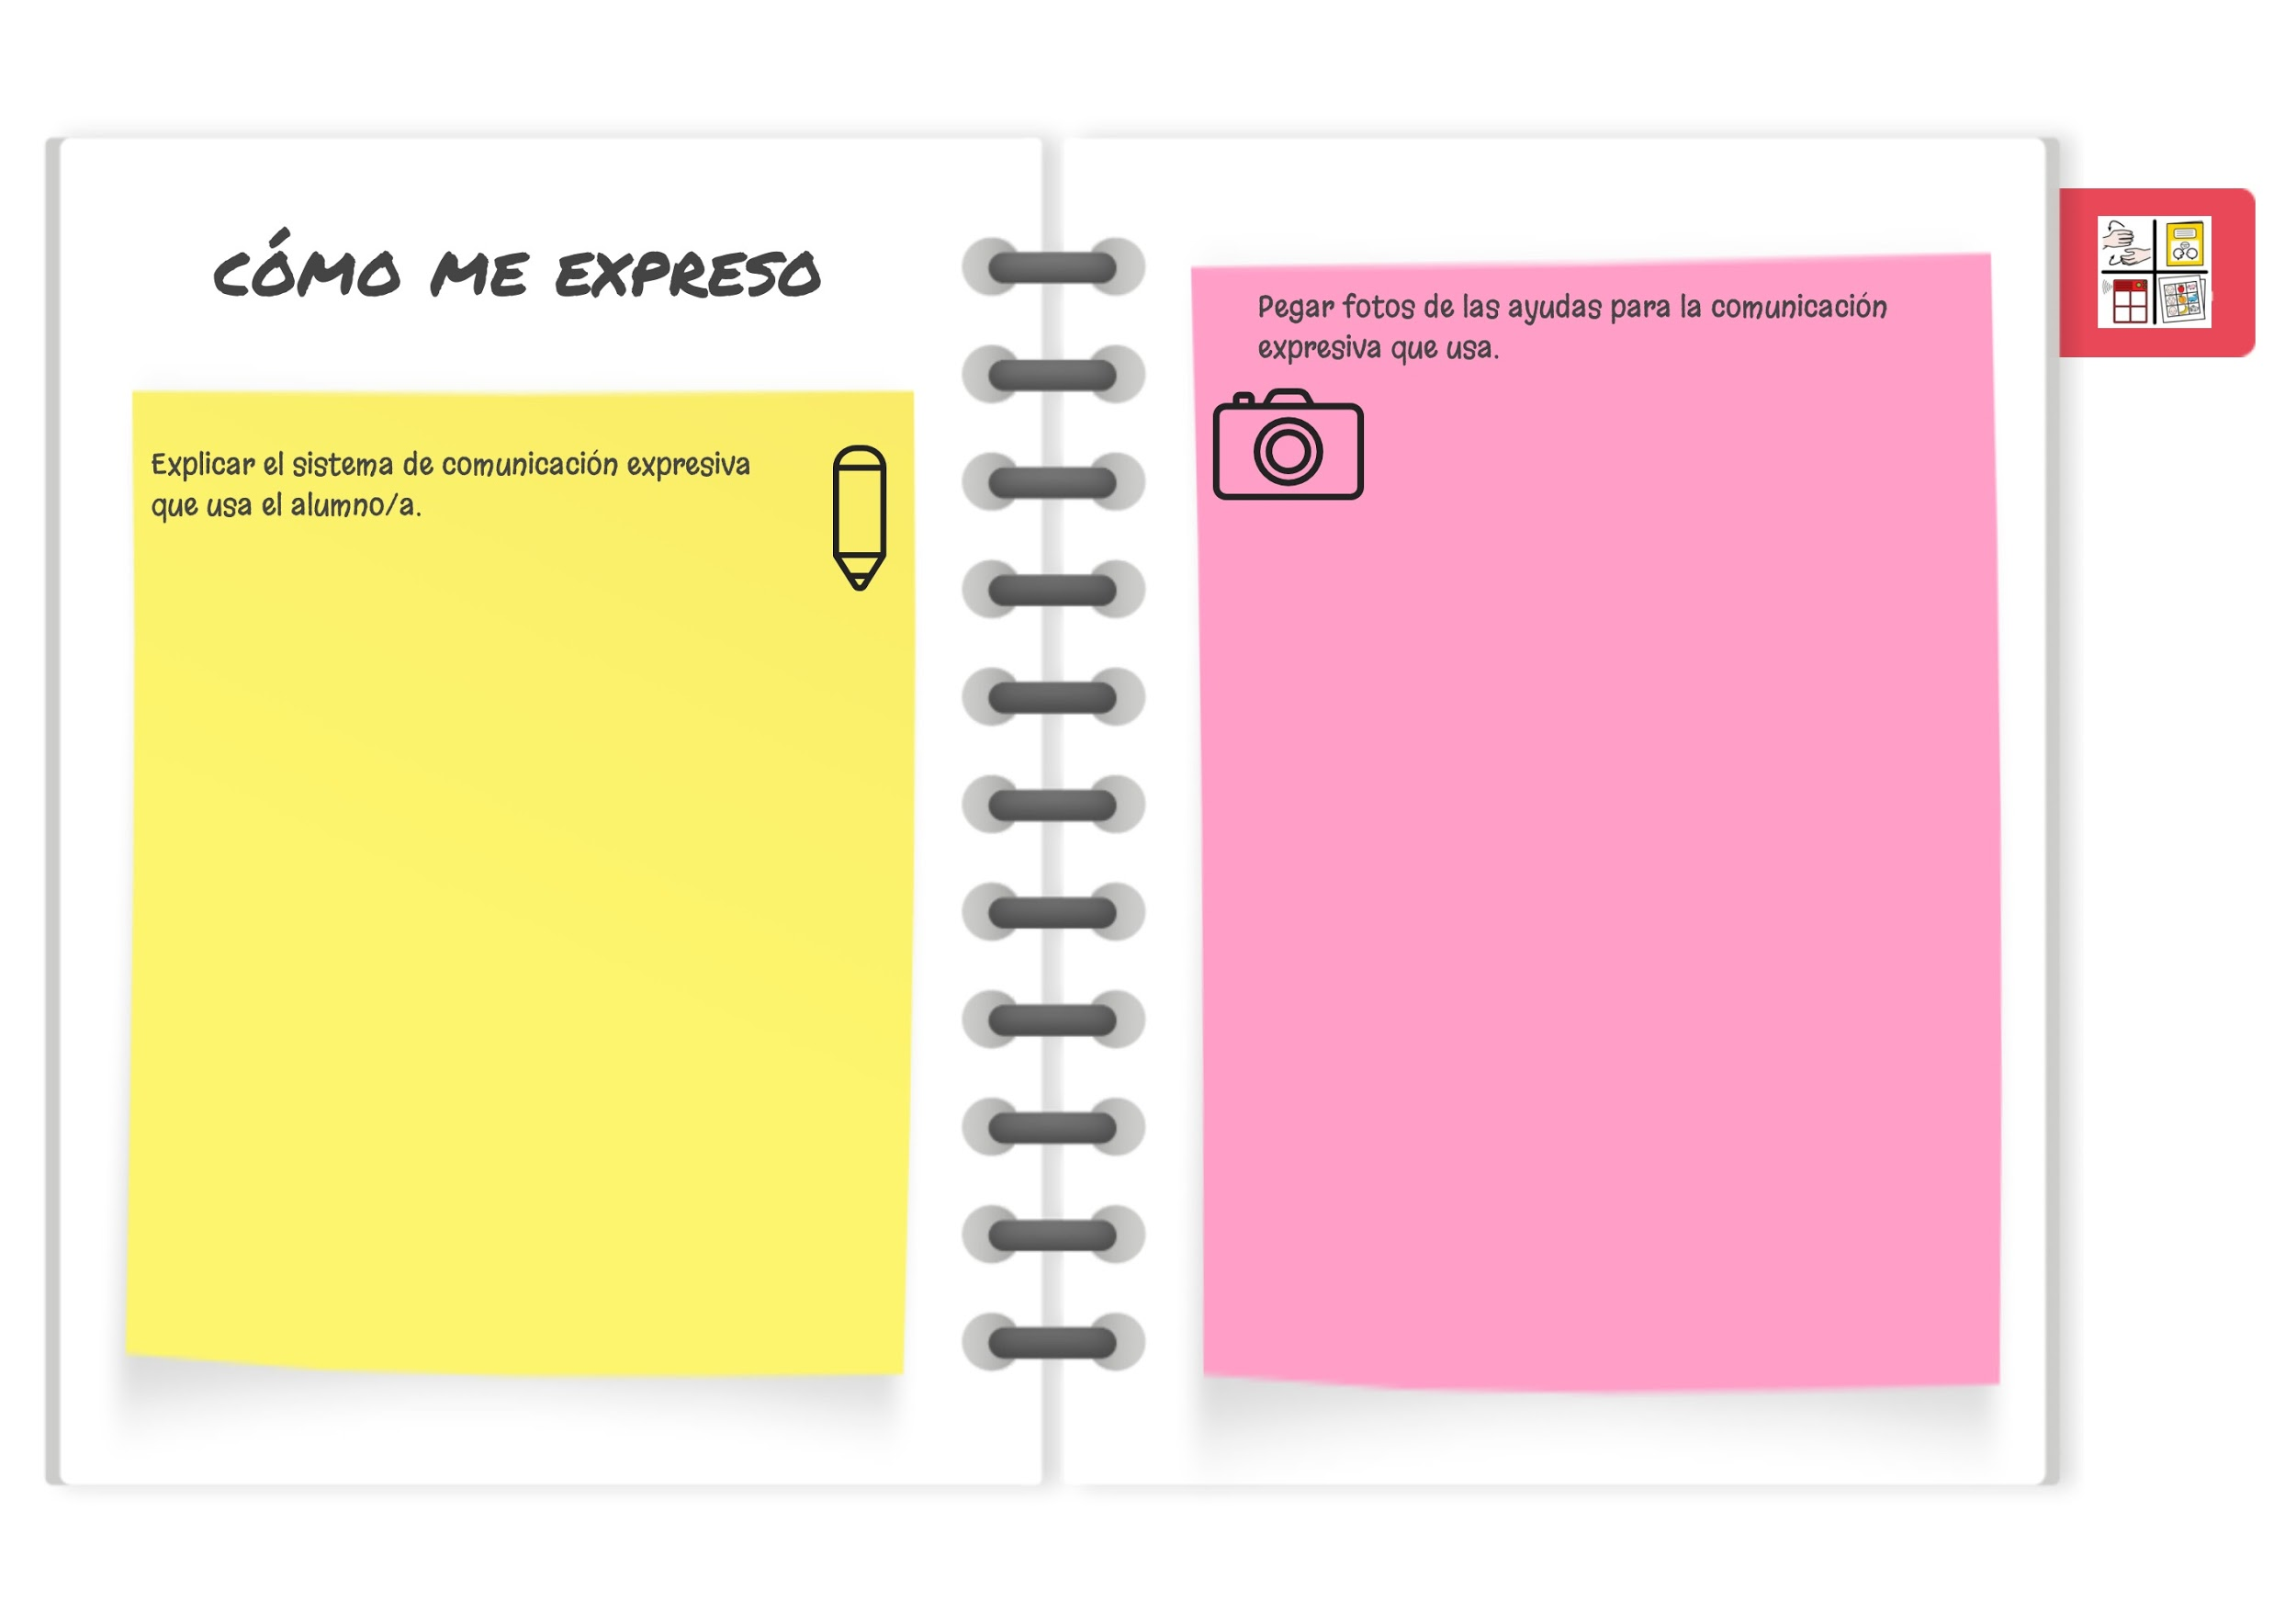 CÓMO ME EXPRESO
Explicar el sistema de comunicación expresiva
que usa el alumno/a.
Pegar fotos de las ayudas para la comunicación
expresiva que usa.